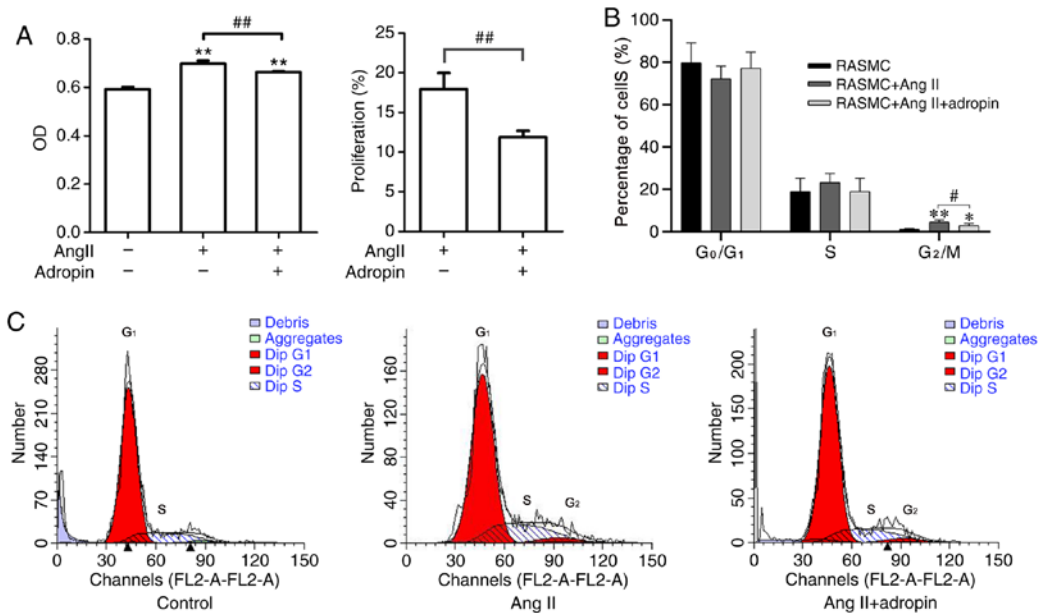 A
OD
0.8
0.6
0.4
0.2
0.0
**
##
**
AngII − + +
Adropin − − +
Proliferation (%)
25
20
15
10
5
0
##
+ +
− +
B
Percentage of cellS (%)
100
80
60
40
20
0
RASMC
RASMC+Ang II
RASMC+Ang II+adropin
**
#
*
G0/G1 S G2/M
C
Number
280
210
140
70
0
G1
S
Debris
Aggregates
Dip G1
Dip G2
Dip S
0 30 60 90 120 150
Channels (FL2-A-FL2-A)
Control
Number
160
120
80
40
0
G1
S
G2
Debris
Aggregates
Dip G1
Dip G2
Dip S
0 30 60 90 120 150
Channels (FL2-A-FL2-A)
Ang II
Number
200
150
100
50
0
G1
S
G2
Debris
Aggregates
Dip G1
Dip G2
Dip S
0 30 60 90 120 150
Channels (FL2-A-FL2-A)
Ang II+adropin